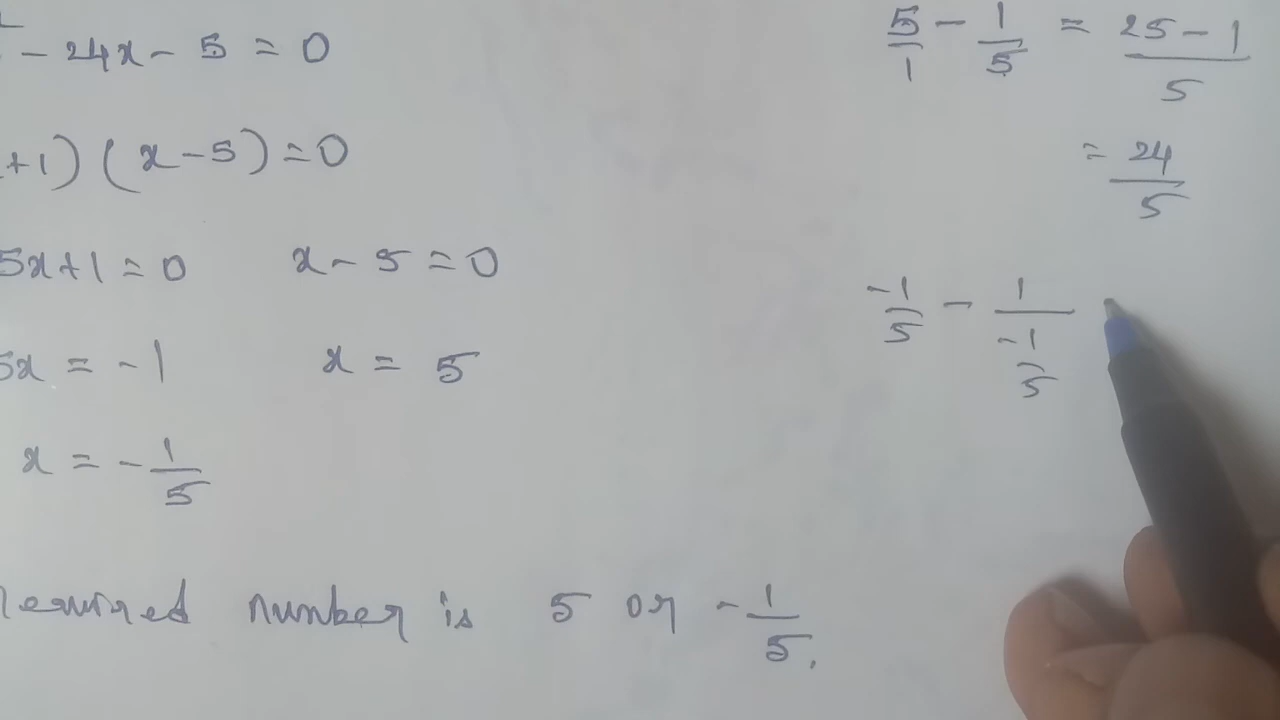 - 24x - 5 = 0
+1) (x - 5) = 0
5x + 1 = 0    x - 5 = 0
5x = -1    x = 5
x = -1/5
required number is 5 or -1/5.
5/1 - 1/5 = (25 - 1)/5
= 24/5
-1/5 - 1/(-1/5)